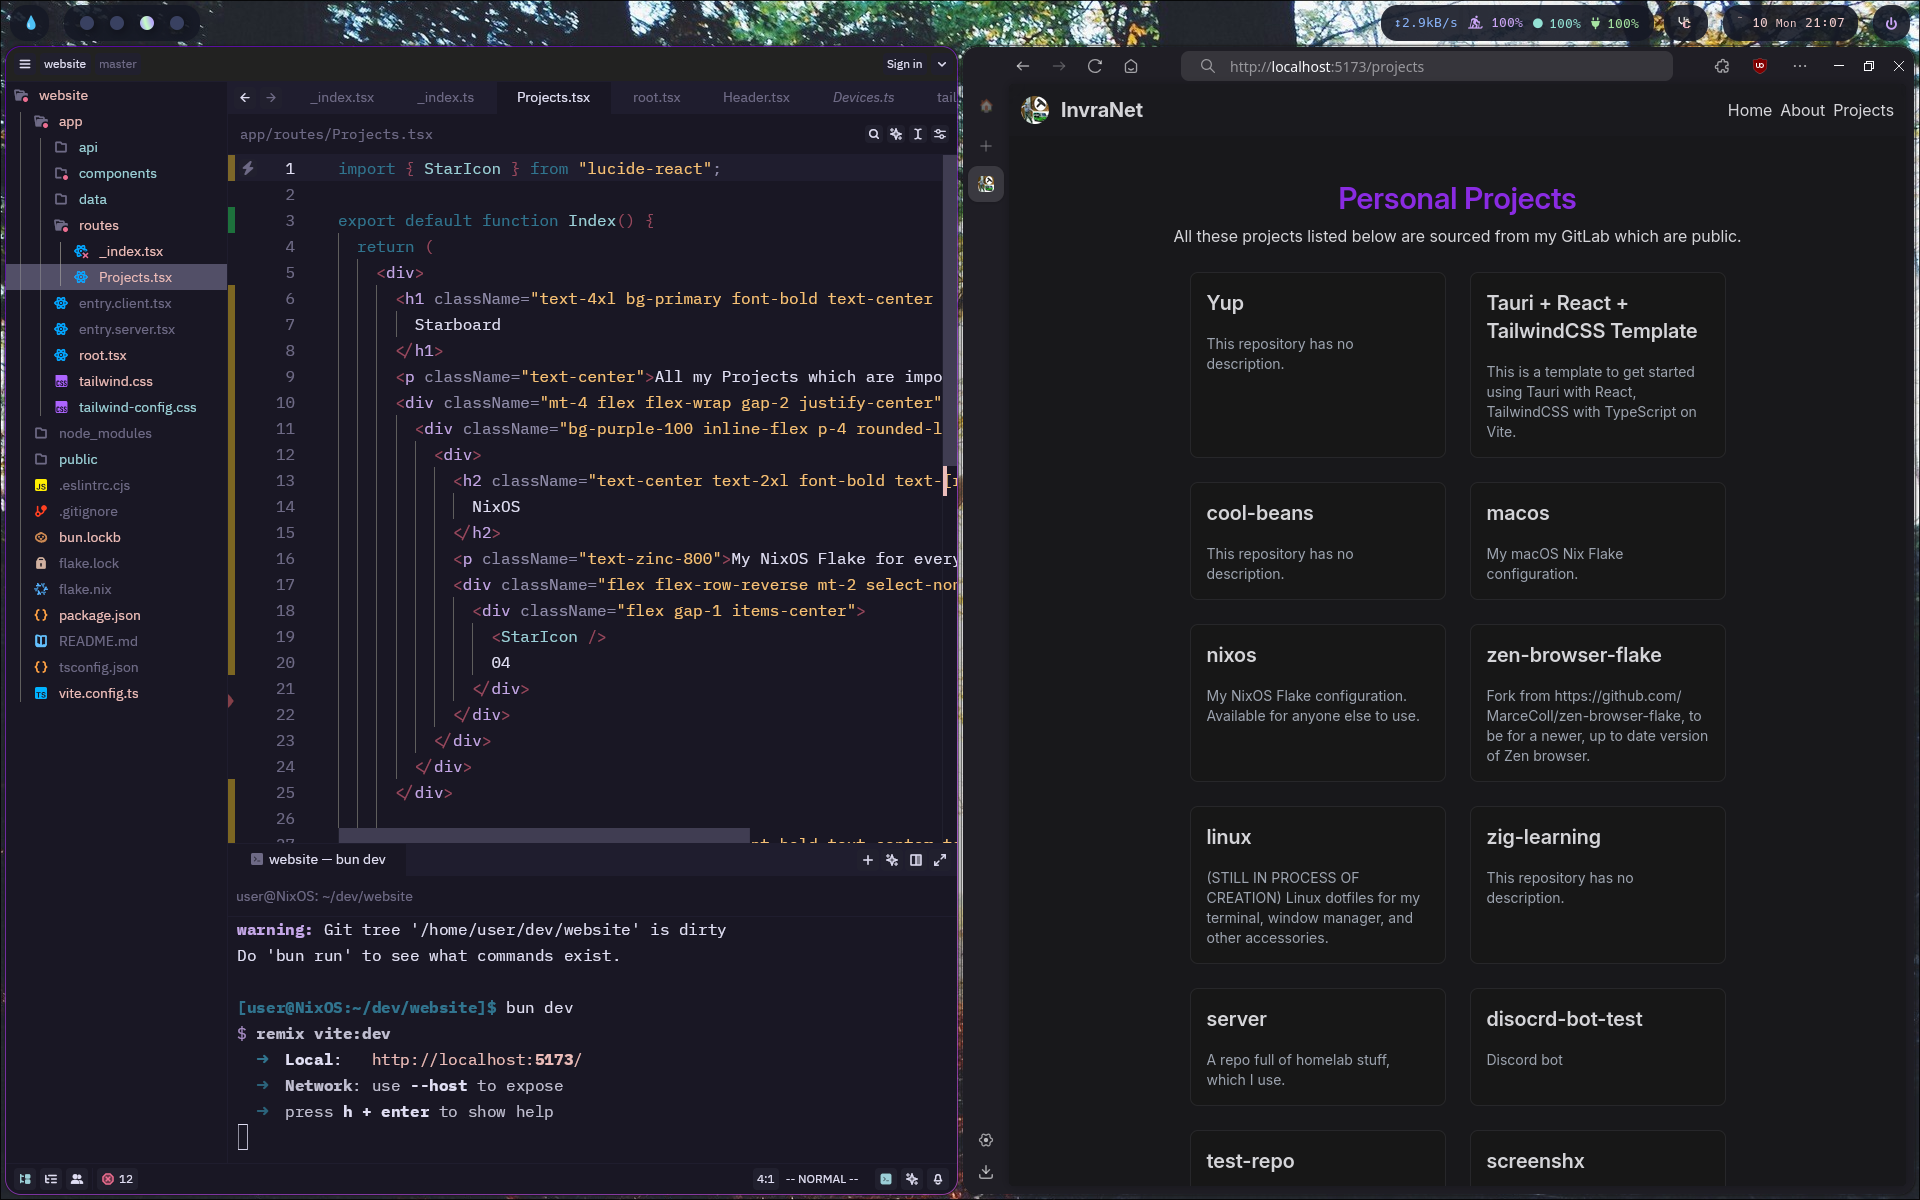 ↕2.9kB/s 100% 100% 100% 10 Mon 21:07
website master Sign in
website
app
api
components
data
routes
_index.tsx
Projects.tsx
entry.client.tsx
entry.server.tsx
root.tsx
tailwind.css
tailwind-config.css
node_modules
public
.eslintrc.cjs
.gitignore
bun.lockb
flake.lock
flake.nix
package.json
README.md
tsconfig.json
vite.config.ts
_index.tsx _index.ts Projects.tsx root.tsx Header.tsx Devices.ts tail
app/routes/Projects.tsx
1 import { StarIcon } from "lucide-react";
2
3 export default function Index() {
4 return (
5 <div>
6 <h1 className="text-4xl bg-primary font-bold text-center
7 Starboard
8 </h1>
9 <p className="text-center">All my Projects which are impo
10 <div className="mt-4 flex flex-wrap gap-2 justify-center"
11 <div className="bg-purple-100 inline-flex p-4 rounded-l
12 <div>
13 <h2 className="text-center text-2xl font-bold text-
14 NixOS
15 </h2>
16 <p className="text-zinc-800">My NixOS Flake for every
17 <div className="flex flex-row-reverse mt-2 select-non
18 <div className="flex gap-1 items-center">
19 <StarIcon />
20 04
21 </div>
22 </div>
23 </div>
24 </div>
25 </div>
26
website — bun dev
user@NixOS: ~/dev/website
warning: Git tree '/home/user/dev/website' is dirty
Do 'bun run' to see what commands exist.
[user@NixOS:~/dev/website]$ bun dev
$ remix vite:dev
➜ Local: http://localhost:5173/
➜ Network: use --host to expose
➜ press h + enter to show help
12 4:1 -- NORMAL --
http://localhost:5173/projects
InvraNet Home About Projects
Personal Projects
All these projects listed below are sourced from my GitLab which are public.
Yup
This repository has no
description.
Tauri + React +
TailwindCSS Template
This is a template to get started
using Tauri with React,
TailwindCSS with TypeScript on
Vite.
cool-beans
This repository has no
description.
macos
My macOS Nix Flake
configuration.
nixos
My NixOS Flake configuration.
Available for anyone else to use.
zen-browser-flake
Fork from https://github.com/
MarceColl/zen-browser-flake, to
be for a newer, up to date version
of Zen browser.
linux
(STILL IN PROCESS OF
CREATION) Linux dotfiles for my
terminal, window manager, and
other accessories.
zig-learning
This repository has no
description.
server
A repo full of homelab stuff,
which I use.
disocrd-bot-test
Discord bot
test-repo
screenshx